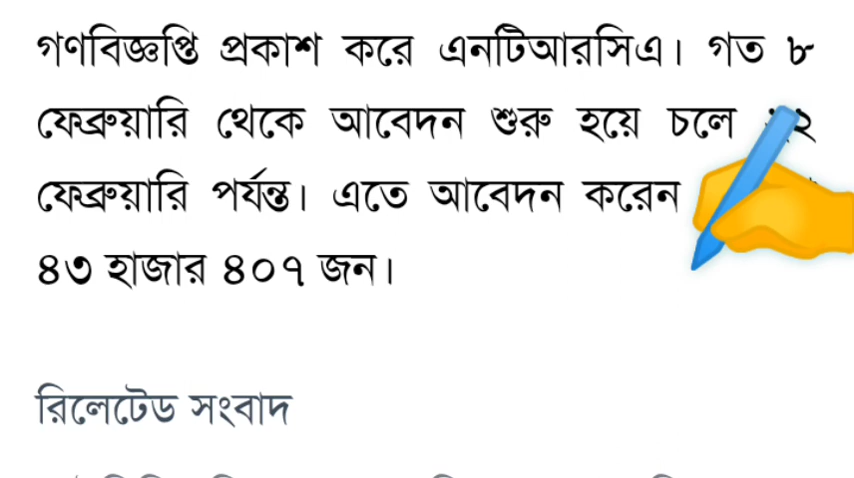 গণবিজ্ঞপ্তি প্রকাশ করে এনটিআরসিএ। গত ৮
ফেব্রুয়ারি থেকে আবেদন শুরু হয়ে চলে
ফেব্রুয়ারি পর্যন্ত। এতে আবেদন করেন
৪৩ হাজার ৪০৭ জন।
রিলেটেড সংবাদ